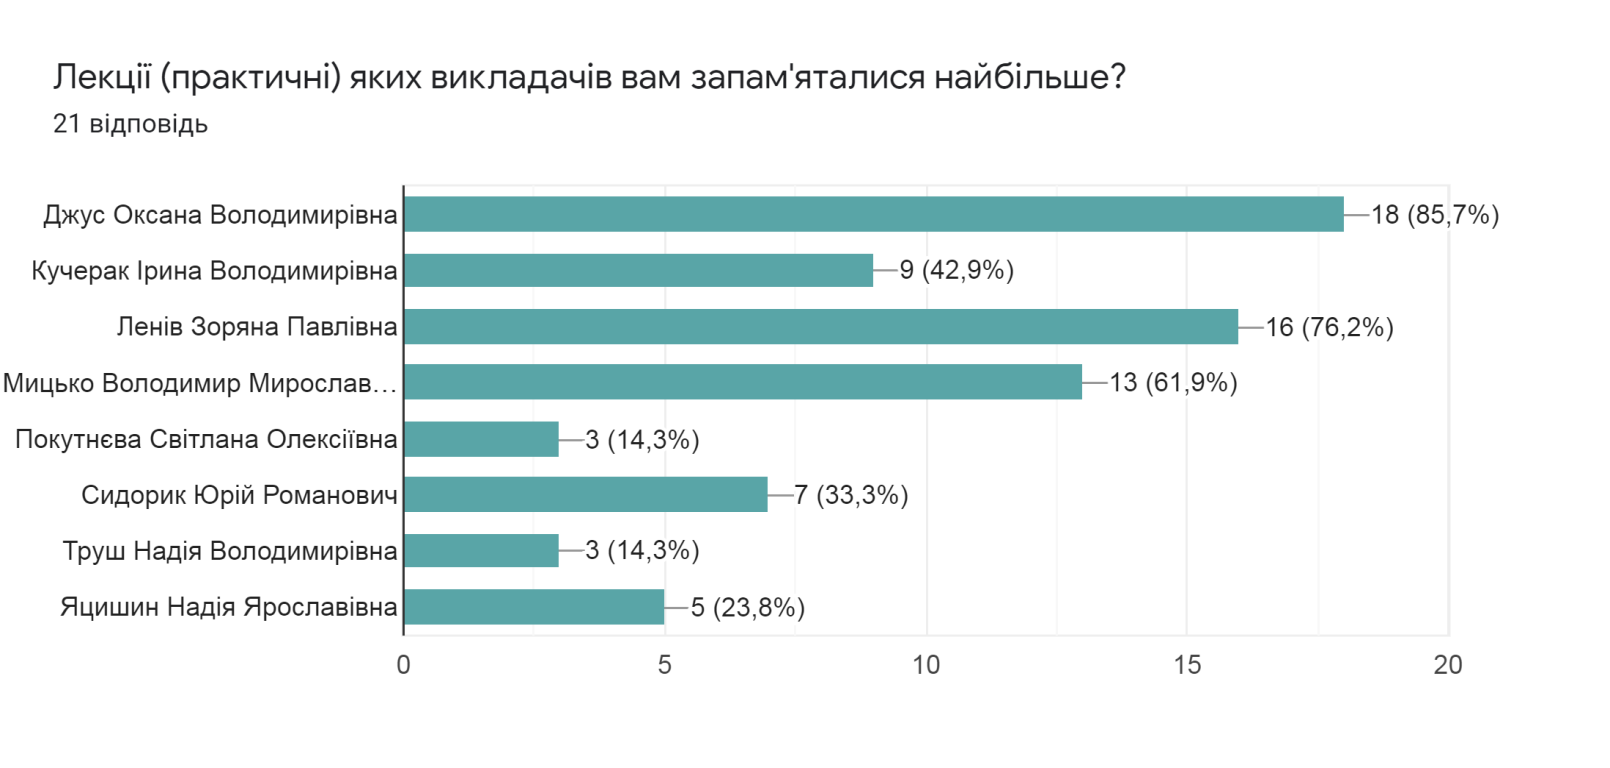 Лекції (практичні) яких викладачів вам запам'яталися найбільше?
21 відповідь
Джус Оксана Володимирівна 18 (85,7%)
Кучерак Ірина Володимирівна 9 (42,9%)
Ленів Зоряна Павлівна 16 (76,2%)
Мицько Володимир Мирослав… 13 (61,9%)
Покутнєва Світлана Олексіївна 3 (14,3%)
Сидорик Юрій Романович 7 (33,3%)
Труш Надія Володимирівна 3 (14,3%)
Яцишин Надія Ярославівна 5 (23,8%)
0 5 10 15 20